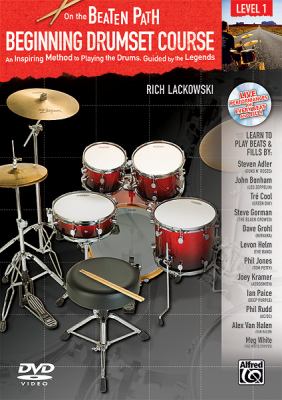 On the BEATEN PATH
LEVEL 1
BEGINNING DRUMSET COURSE
An Inspiring Method to Playing the Drums, Guided by the Legends
RICH LACKOWSKI
LIVE
PERFORMANCES
LEARN TO
PLAY BEATS &
FILLS BY:
Steven Adler
(GUNS N' ROSES)
John Bonham
(LED ZEPPELIN)
Tré Cool
(GREEN DAY)
Steve Gorman
(THE BLACK CROWES)
Dave Grohl
(NIRVANA)
Levon Helm
(THE BAND)
Phil Jones
(TOM PETTY)
Joey Kramer
(AEROSMITH)
Ian Paice
(DEEP PURPLE)
Phil Rudd
(AC/DC)
Alex Van Halen
(VAN HALEN)
Meg White
(THE WHITE STRIPES)
DVD
VIDEO
Alfred